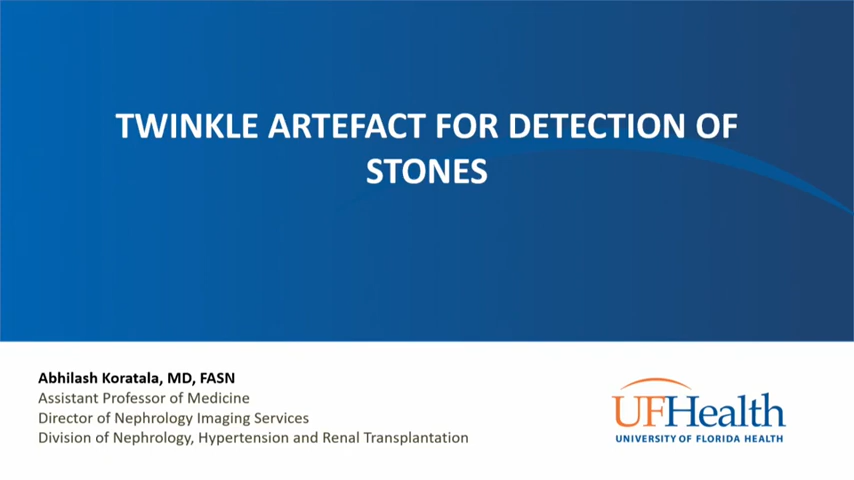 TWINKLE ARTEFACT FOR DETECTION OF
STONES
Abhilash Koratala, MD, FASN
Assistant Professor of Medicine
Director of Nephrology Imaging Services
Division of Nephrology, Hypertension and Renal Transplantation
UFHealth
UNIVERSITY OF FLORIDA HEALTH